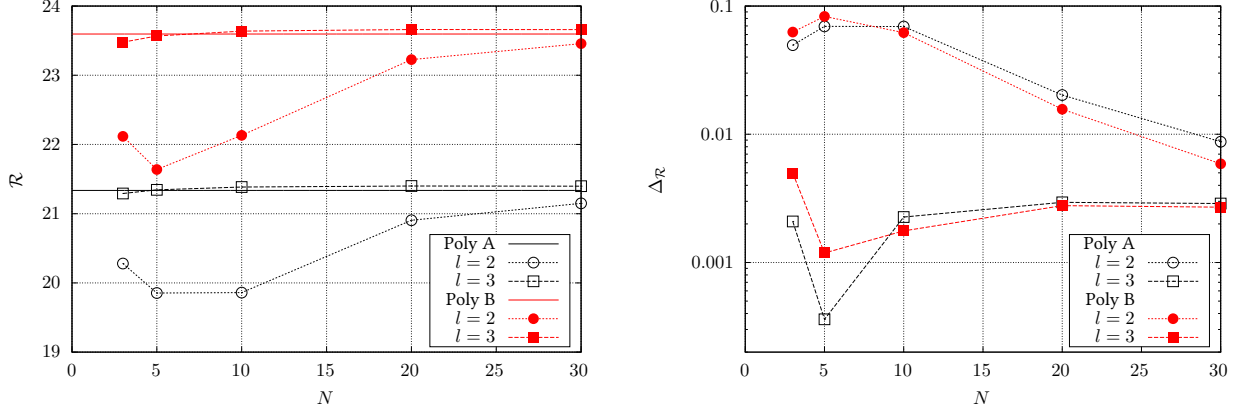 24
23
22
21
20
19
ℛ
Poly A
l = 2
l = 3
Poly B
l = 2
l = 3
0 5 10 15 20 25 30
N
0.1
0.01
0.001
Δℛ
Poly A
l = 2
l = 3
Poly B
l = 2
l = 3
0 5 10 15 20 25 30
N